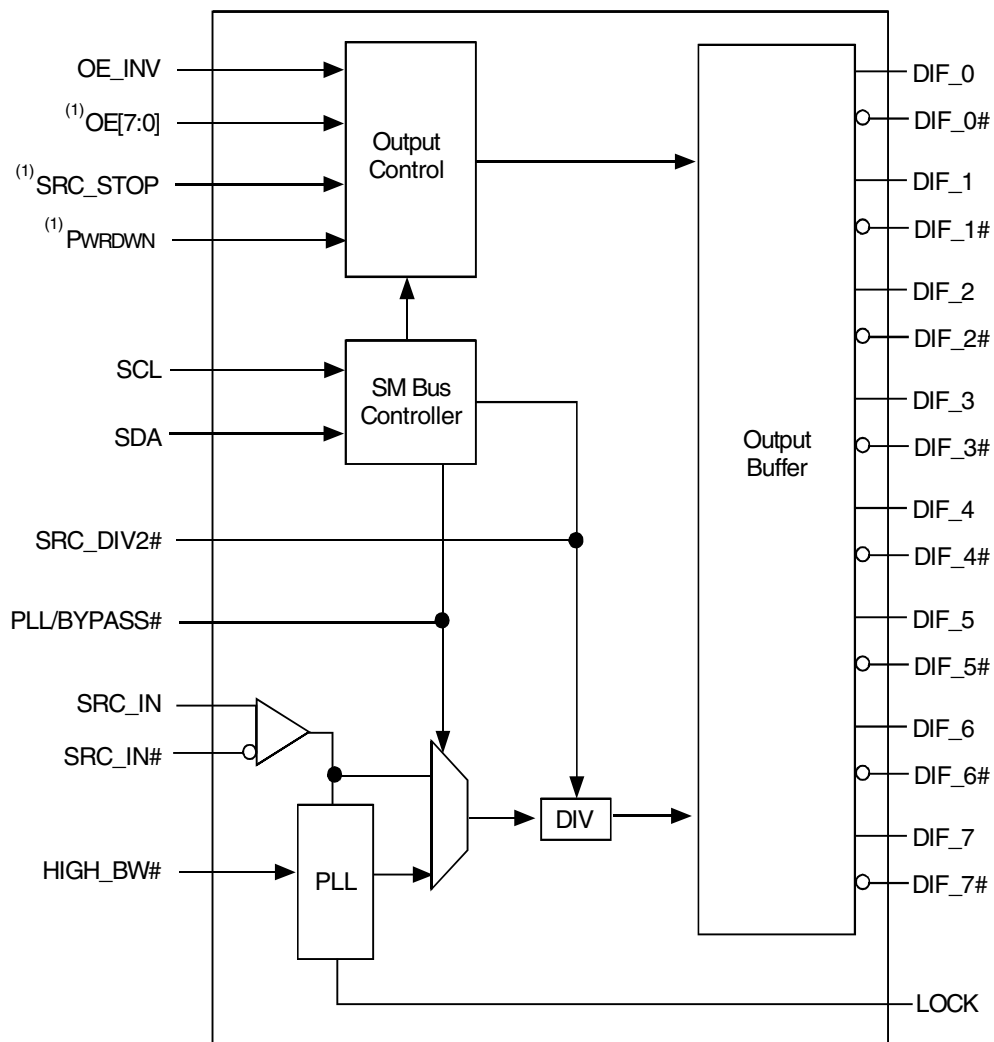 OE_INV
(1)OE[7:0]
(1)SRC_STOP
(1)PWRDWN
SCL
SDA
SRC_DIV2#
PLL/BYPASS#
SRC_IN
SRC_IN#
HIGH_BW#
Output
Control
SM Bus
Controller
PLL
DIV
Output
Buffer
DIF_0
DIF_0#
DIF_1
DIF_1#
DIF_2
DIF_2#
DIF_3
DIF_3#
DIF_4
DIF_4#
DIF_5
DIF_5#
DIF_6
DIF_6#
DIF_7
DIF_7#
LOCK